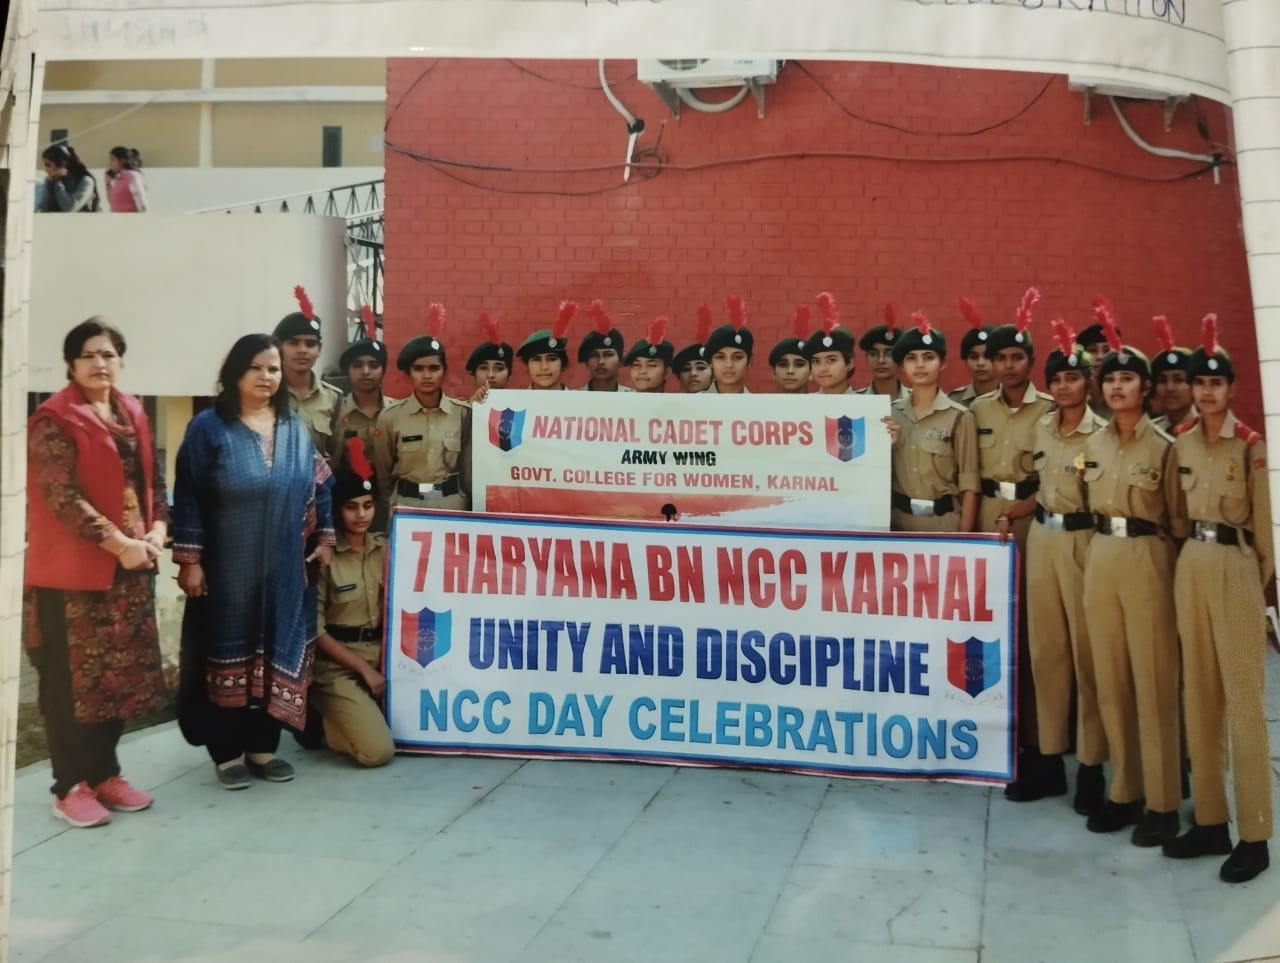 CELEBRATION
NATIONAL CADET CORPS
ARMY WING
GOVT. COLLEGE FOR WOMEN, KARNAL
7 HARYANA BN NCC KARNAL
UNITY AND DISCIPLINE
NCC DAY CELEBRATIONS